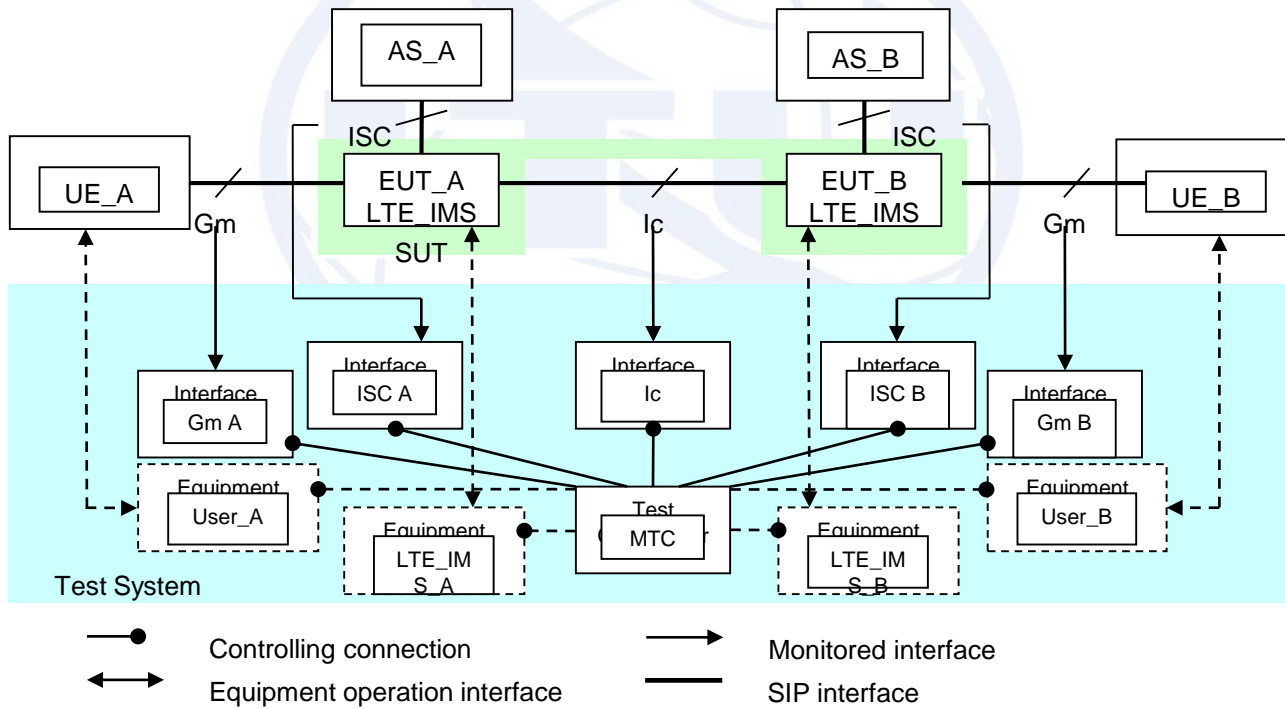 AS_A
AS_B
ISC
ISC
UE_A
EUT_A
LTE_IMS
EUT_B
LTE_IMS
UE_B
Gm
Ic
Gm
SUT
Interface
ISC A
Interface
Ic
Interface
ISC B
Interface
Gm A
Interface
Gm B
Equipment
User_A
Equipment
LTE_IM
S_A
Test
MTC
Equipment
LTE_IM
S_B
Equipment
User_B
Test System
Controlling connection
Monitored interface
Equipment operation interface
SIP interface